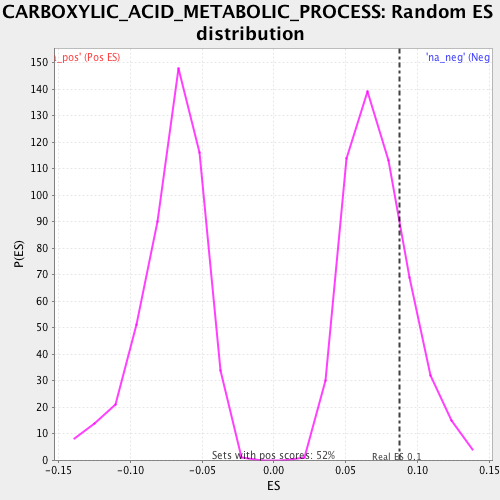 CARBOXYLIC_ACID_METABOLIC_PROCESS: Random ES
distribution
_pos' (Pos ES)
'na_neg' (Neg
150
140
130
120
110
100
90
80
70
60
50
40
30
20
10
0
P(ES)
Sets with pos scores: 52%
Real ES 0.1
-0.15 -0.10 -0.05 0.00 0.05 0.10 0.15
ES